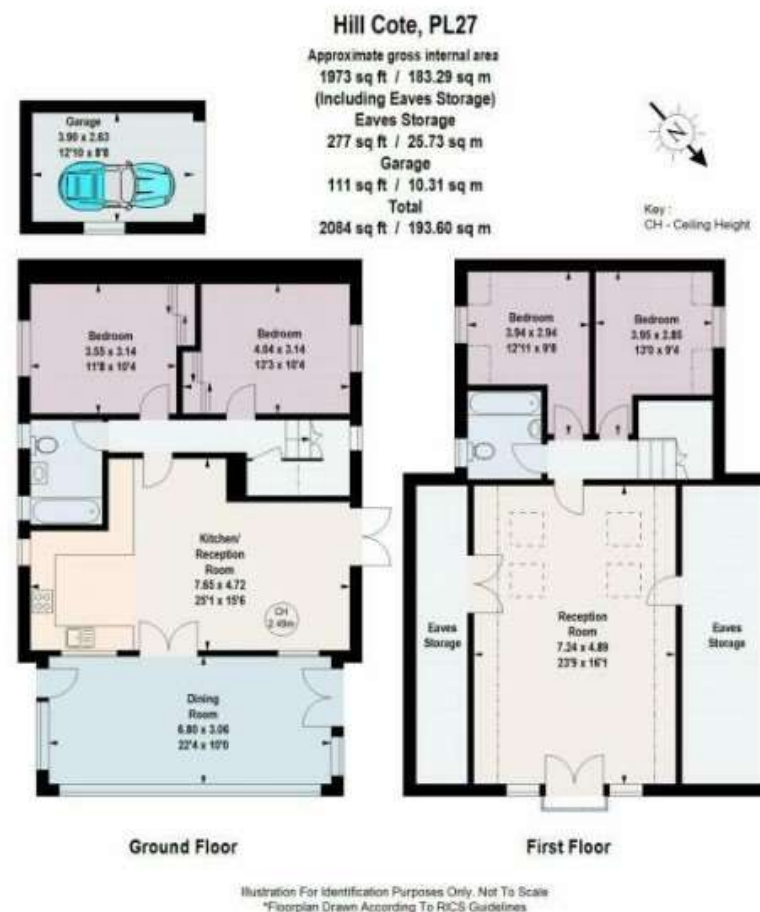 Hill Cote, PL27
Approximate gross internal area
1973 sq ft / 183.29 sq m
(Including Eaves Storage)
Eaves Storage
277 sq ft / 25.73 sq m
Garage
111 sq ft / 10.31 sq m
Total
2084 sq ft / 193.60 sq m
Garage
3.90 x 2.63
12'10 x 8'8
N
Key :
CH - Ceiling Height
Bedroom
3.55 x 3.14
11'8 x 10'4
Bedroom
4.04 x 3.14
13'3 x 10'4
Kitchen/
Reception
Room
7.65 x 4.72
25'1 x 15'6
CH
2.49m
Dining
Room
6.80 x 3.06
22'4 x 10'0
Ground Floor
Bedroom
3.94 x 2.94
12'11 x 9'8
Bedroom
3.95 x 2.85
13'0 x 9'4
Eaves
Storage
Reception
Room
7.24 x 4.89
23'9 x 16'1
Eaves
Storage
First Floor
Illustration For Identification Purposes Only. Not To Scale
*Floorplan Drawn According To RICS Guidelines